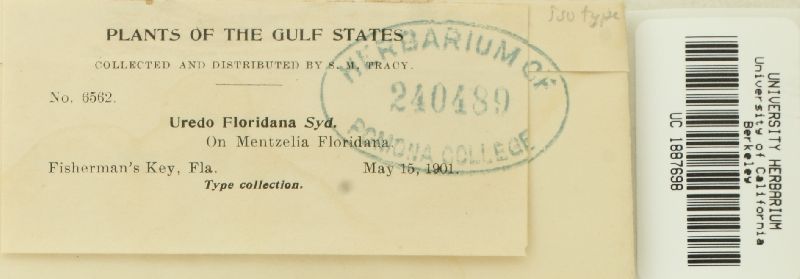 Isotype
PLANTS OF THE GULF STATES
COLLECTED AND DISTRIBUTED BY S. M. TRACY.
No. 6562.
Uredo Floridana Syd.
On Mentzelia Floridana
Fisherman's Key, Fla. May 15, 1901.
Type collection.
HERBARIUM OF
240489
POMONA COLLEGE
UNIVERSITY HERBARIUM
University of California
Berkeley
UC 1887698